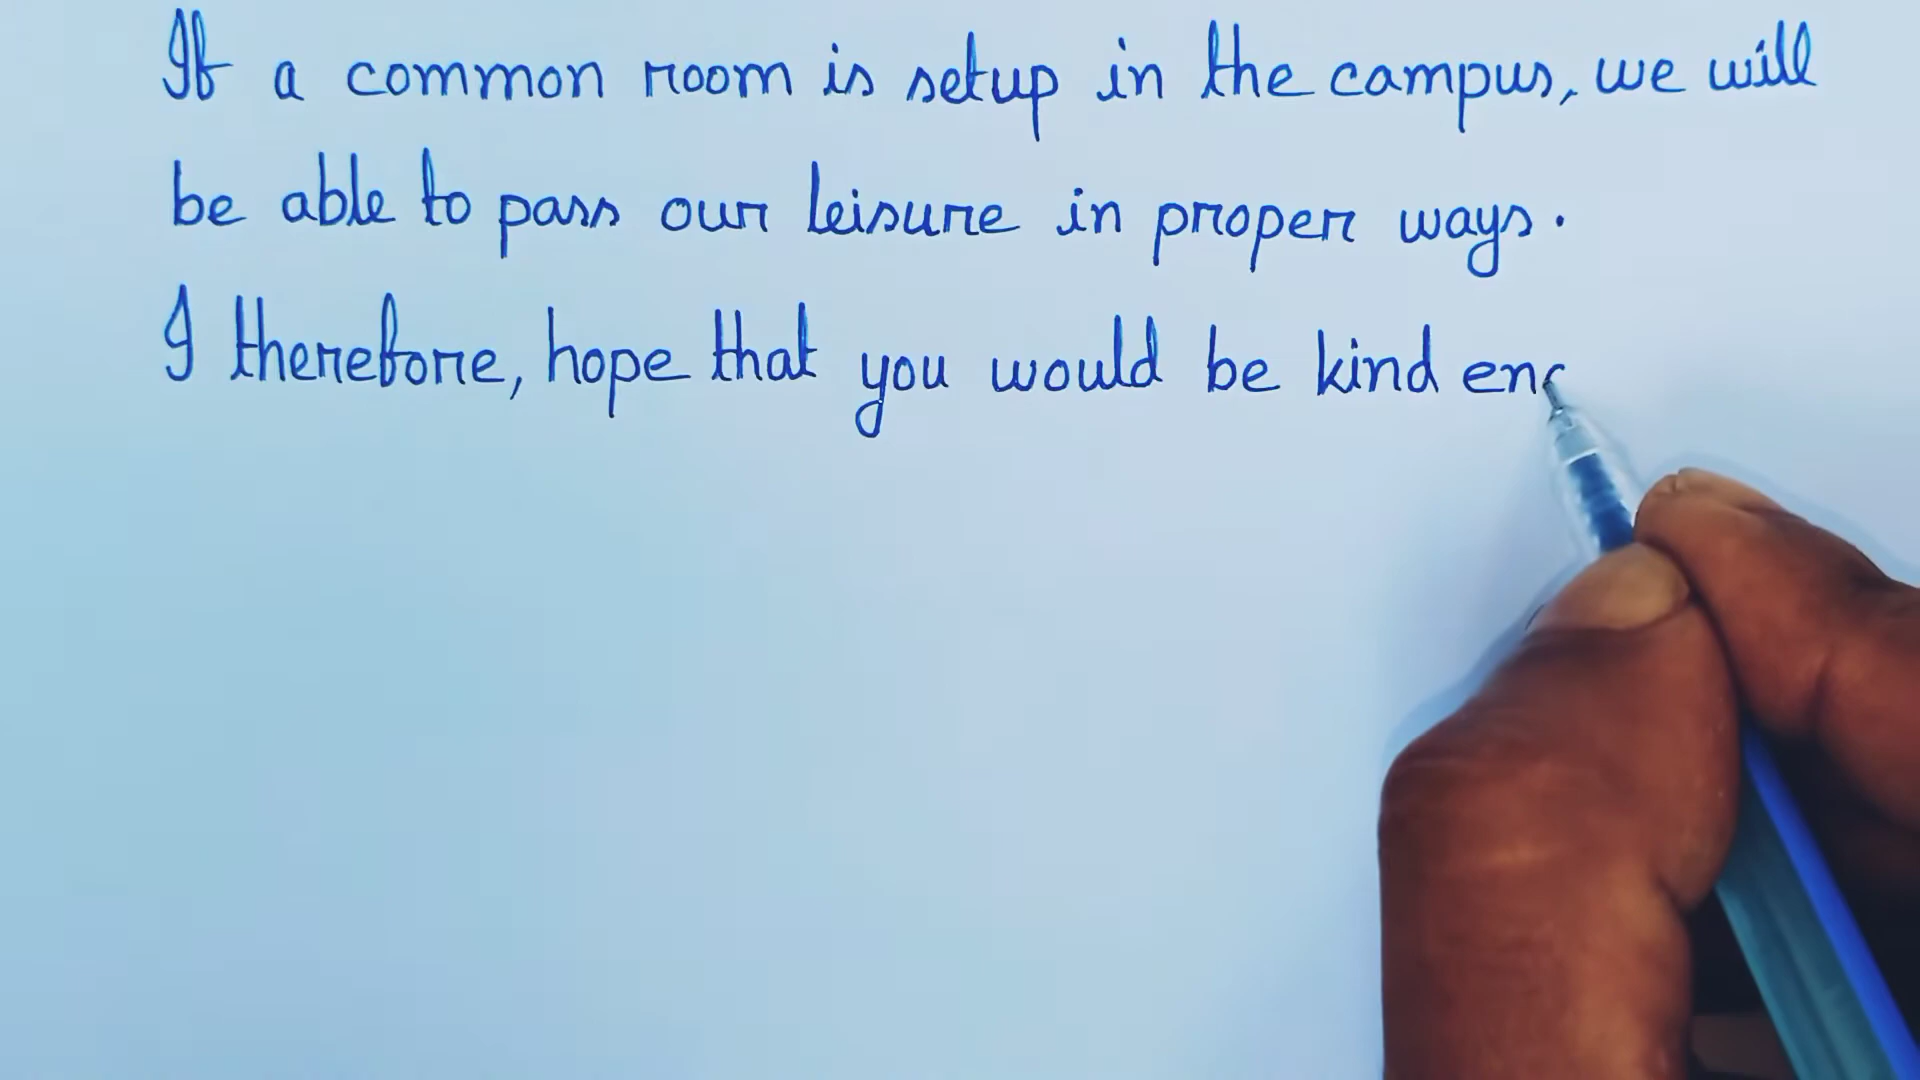 If a common room is setup in the campus, we will
be able to pass our leisure in proper ways.
I therefore, hope that you would be kind eno